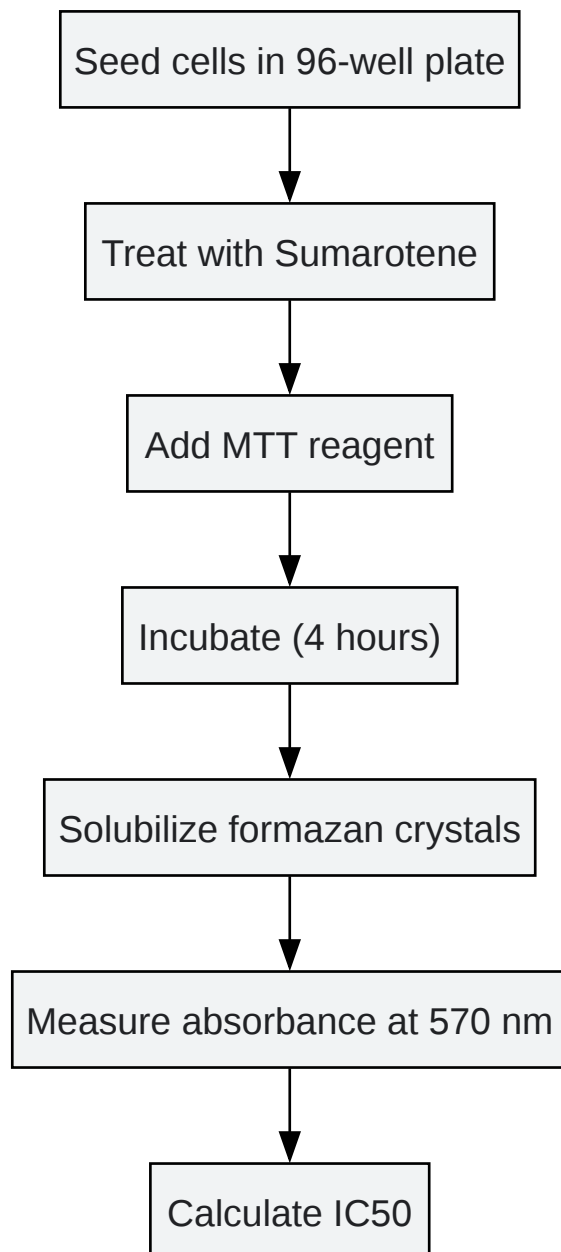 Seed cells in 96-well plate
Treat with Sumarotene
Add MTT reagent
Incubate (4 hours)
Solubilize formazan crystals
Measure absorbance at 570 nm
Calculate IC50